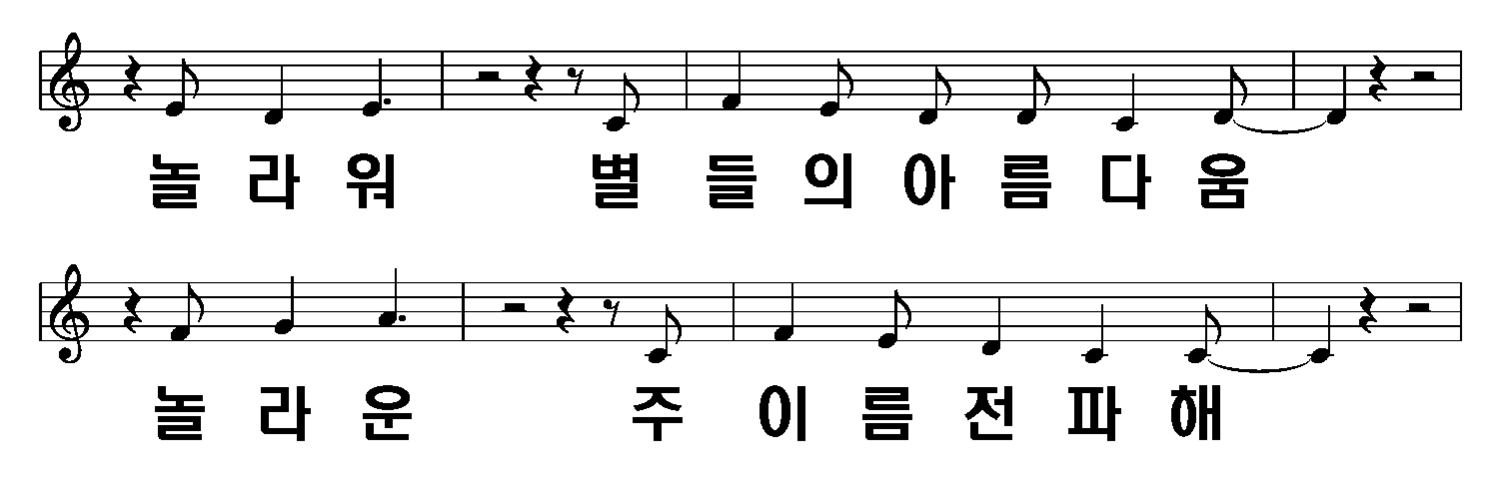 놀 라 워 별 들 의 아 름 다 움
놀 라 운 주 이 름 전 파 해